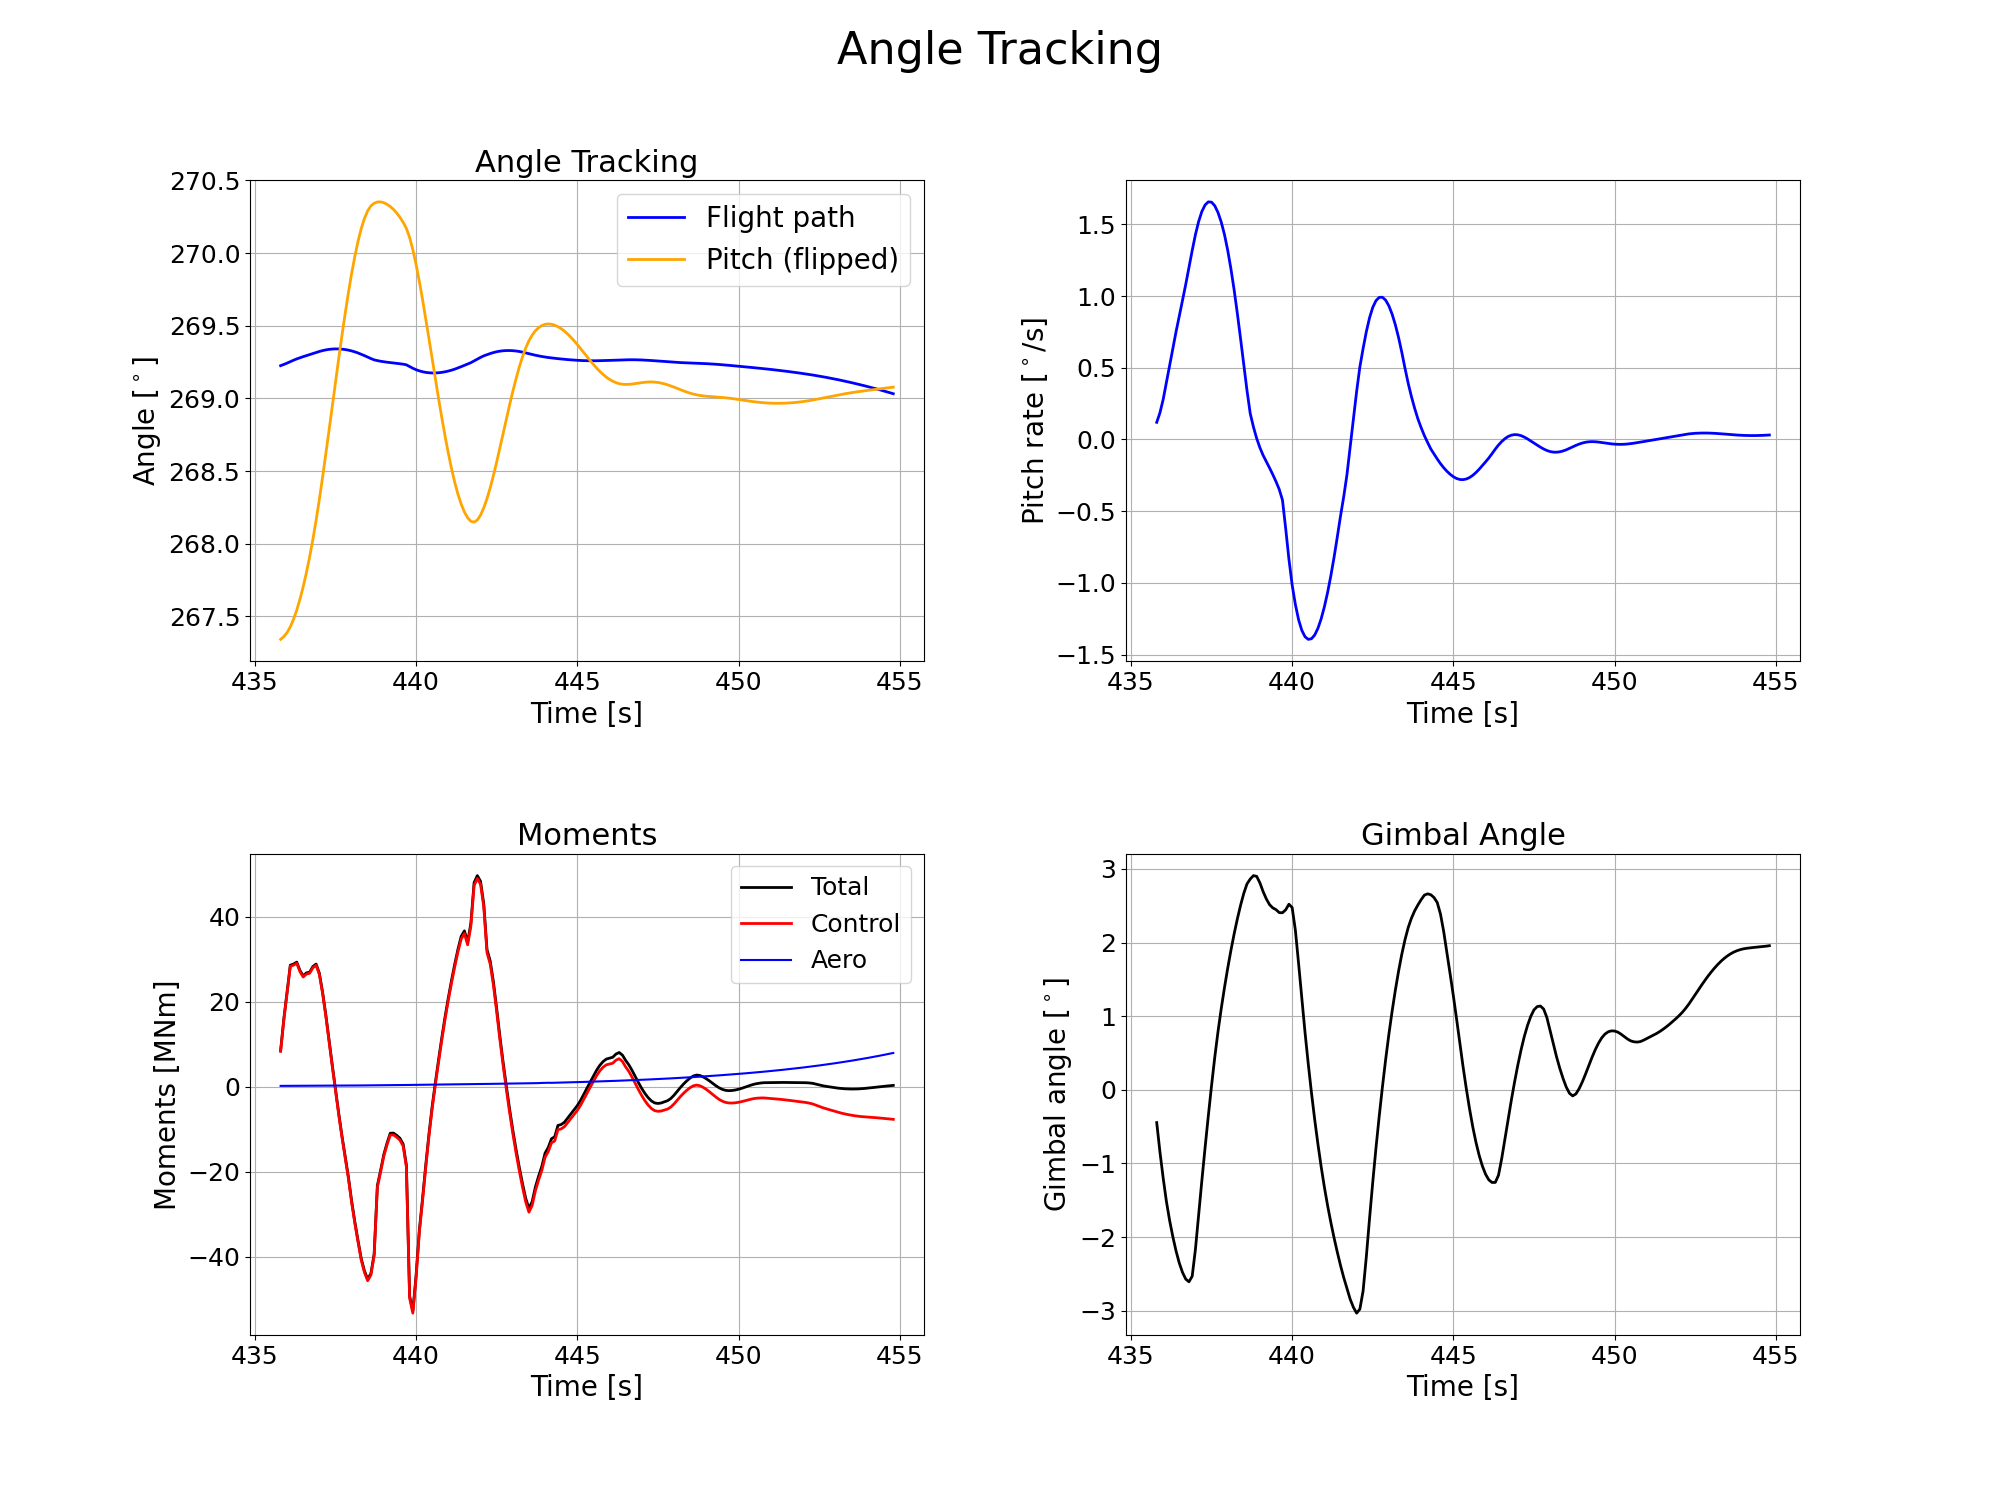 Angle Tracking
Angle Tracking
270.5
270.0
269.5
269.0
268.5
268.0
267.5
Angle [°]
Flight path
Pitch (flipped)
435 440 445 450 455
Time [s]
1.5
1.0
0.5
0.0
−0.5
−1.0
−1.5
Pitch rate [°/s]
435 440 445 450 455
Time [s]
Moments
40
20
0
−20
−40
Moments [MNm]
Total
Control
Aero
435 440 445 450 455
Time [s]
Gimbal Angle
3
2
1
0
−1
−2
−3
Gimbal angle [°]
435 440 445 450 455
Time [s]